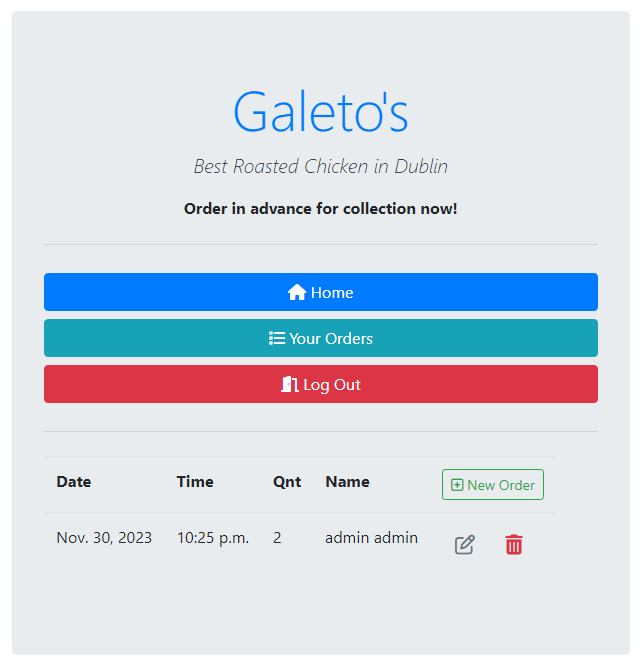 Galeto's
Best Roasted Chicken in Dublin
Order in advance for collection now!
Home
Your Orders
Log Out
Date Time Qnt Name New Order
Nov. 30, 2023 10:25 p.m. 2 admin admin